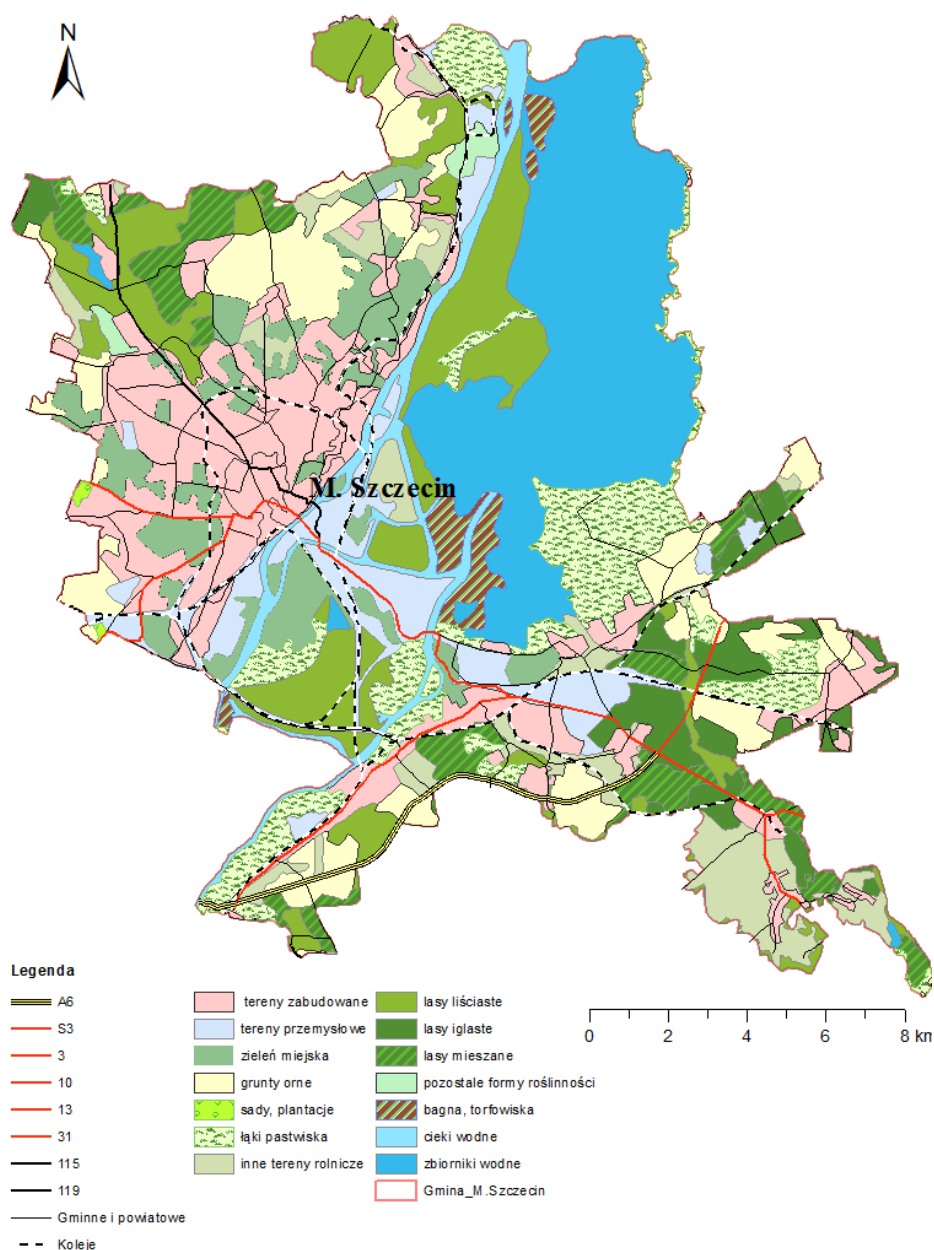 N
M. Szczecin
Legenda
A6
S3
3
10
13
31
115
119
Gminne i powiatowe
Koleje
tereny zabudowane
tereny przemysłowe
zieleń miejska
grunty orne
sady, plantacje
łąki pastwiska
inne tereny rolnicze
lasy liściaste
lasy iglaste
lasy mieszane
pozostałe formy roślinności
bagna, torfowiska
cieki wodne
zbiorniki wodne
Gmina_M.Szczecin
0 2 4 6 8 km